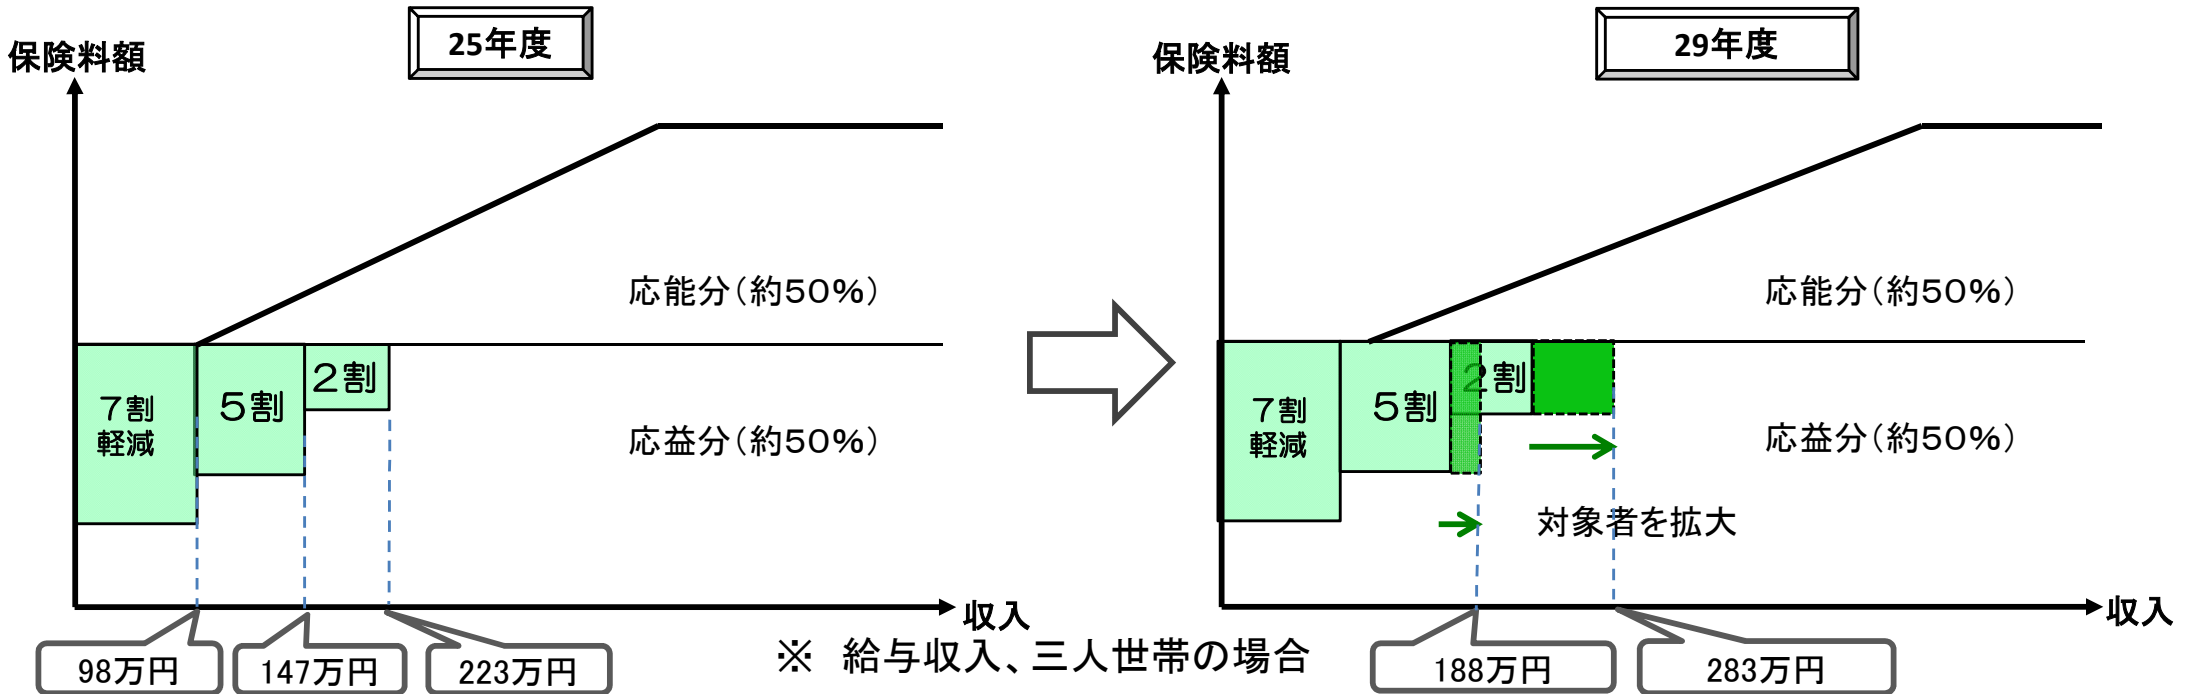 25年度
保険料額
応能分（約５０％）
７割
軽減
５割
２割
応益分（約５０％）
収入
98万円
147万円
223万円
29年度
保険料額
応能分（約５０％）
７割
軽減
５割
２割
応益分（約５０％）
対象者を拡大
収入
188万円
283万円
※　給与収入、三人世帯の場合